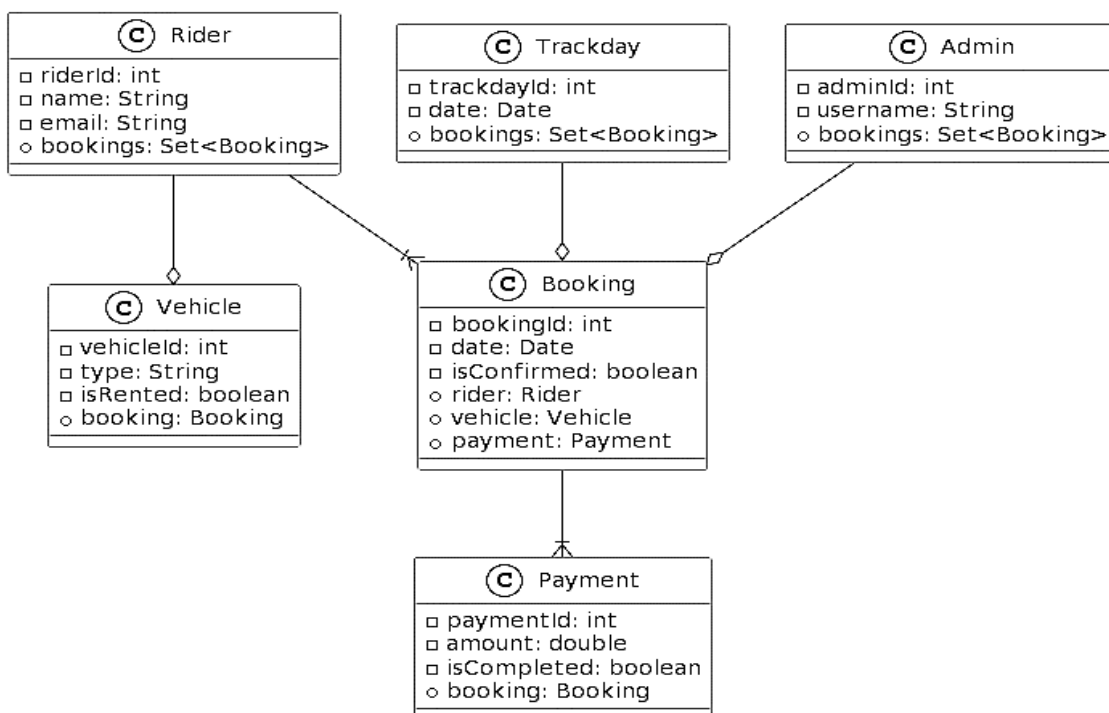 C Rider
riderId: int
name: String
email: String
bookings: Set<Booking>
C Trackday
trackdayId: int
date: Date
bookings: Set<Booking>
C Admin
adminId: int
username: String
bookings: Set<Booking>
C Vehicle
vehicleId: int
type: String
isRented: boolean
booking: Booking
C Booking
bookingId: int
date: Date
isConfirmed: boolean
rider: Rider
vehicle: Vehicle
payment: Payment
C Payment
paymentId: int
amount: double
isCompleted: boolean
booking: Booking